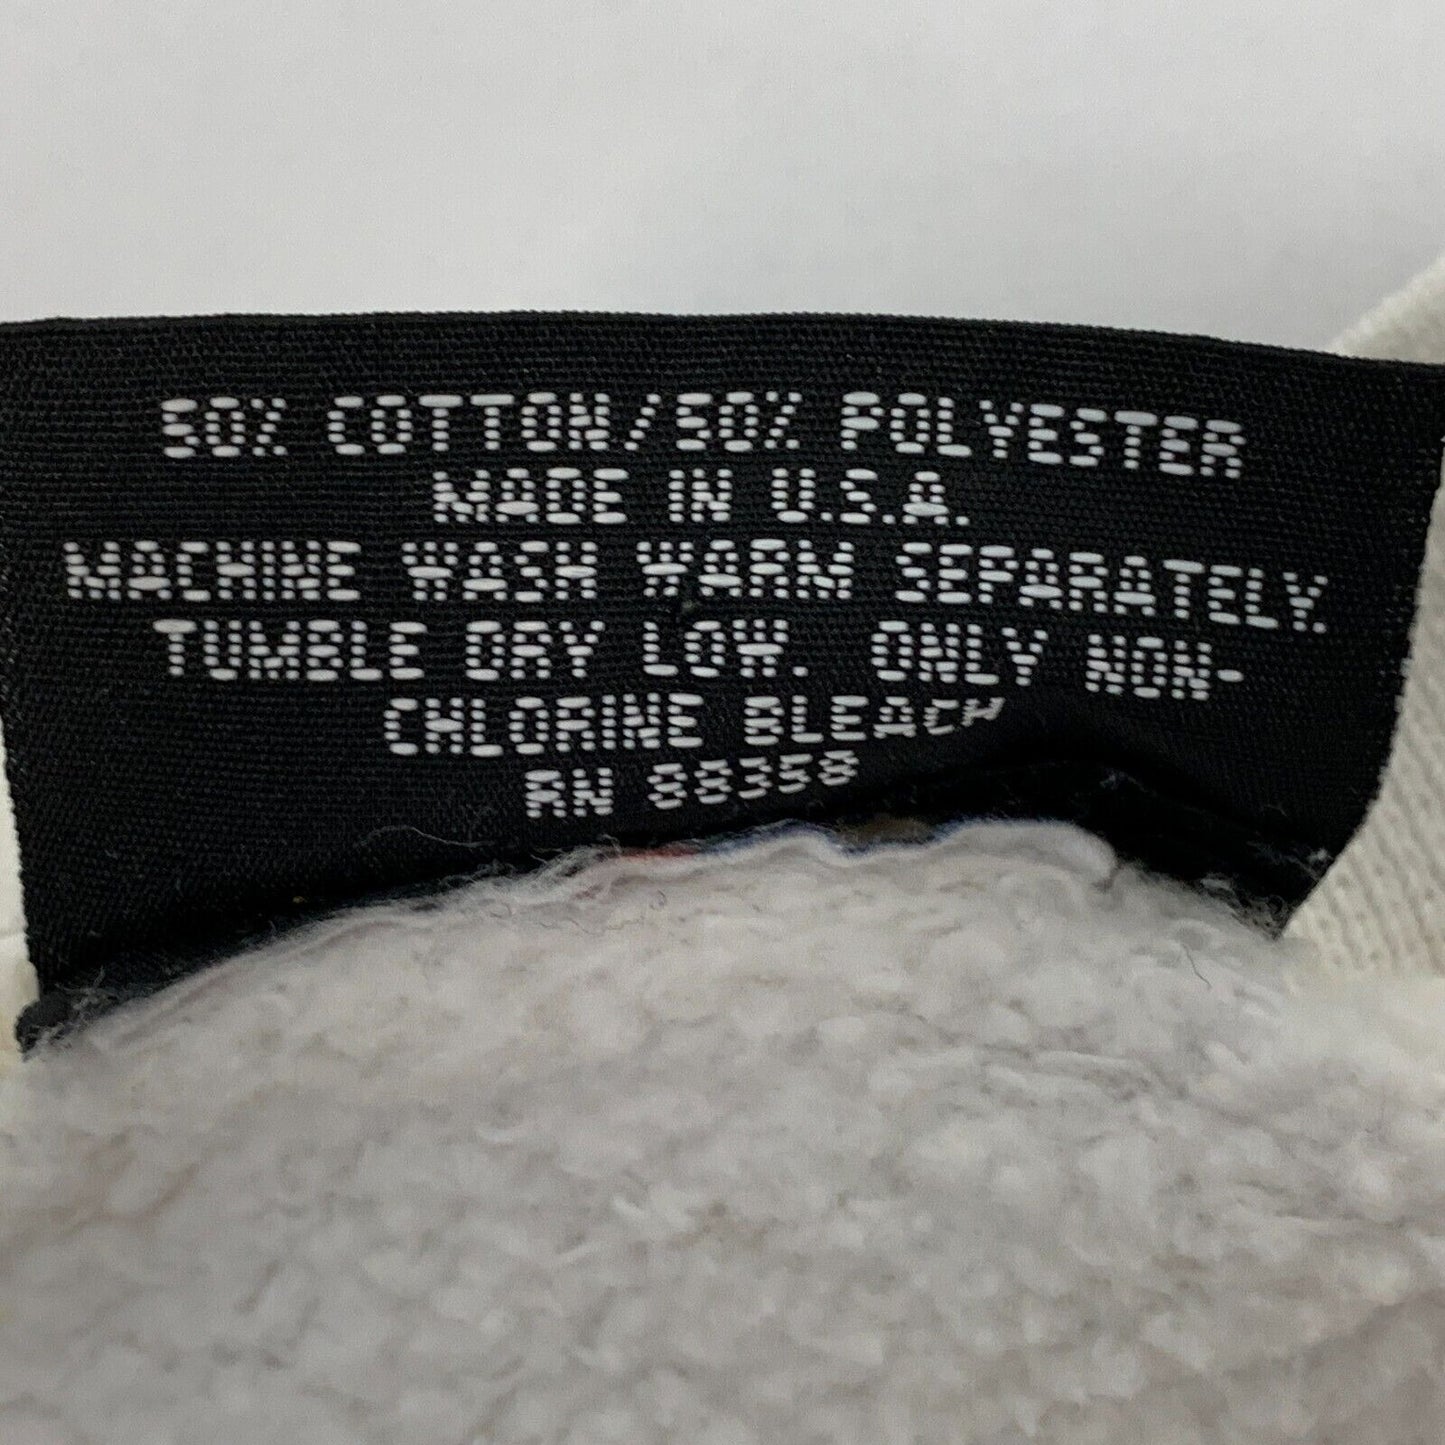 50% COTTON/50% POLYESTER
MADE IN U.S.A.
MACHINE WASH WARM SEPARATELY.
TUMBLE DRY LOW. ONLY NON-
CHLORINE BLEACH
RN 88358